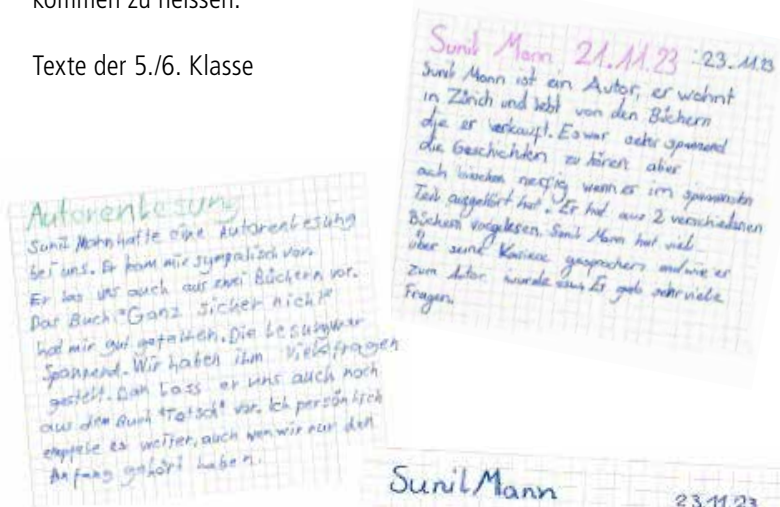 kommen zu heissen.
Texte der 5./6. Klasse
Autorenlesung
Sunil Mann hatte eine Autorenlesung
bei uns. Er kam mir sympatisch vor.
Er las uns auch aus zwei Büchern vor.
Das Buch "Ganz sicher nicht"
hat mir gut gefallen. Die Lesung war
Spannend. Wir haben ihm viele fragen
gestelt. Dan lass er uns auch noch
aus dem Buch "Totsch" vor. Ich persönlich
empfele es weiter, auch wen wir nur den
Anfang gehört haben.
Sunil Mann 21.11.23 23.11.23
Sunil Mann ist ein Autor, er wohnt
in Zürich und lebt von den Büchern
die er verkauft. Es war sehr spannend
die Geschichten zu hören aber
ach bisschen nerfig wenn er im spannensten
Teil aufgehört hat. Er hat aus 2 verschiedenen
Büchern vorgelesen. Sunil Mann hat viel
über seine gesprochen und wie er
zum Autor wurde. Es gab sehr viele
Fragen.
Sunil Mann 23.11.23